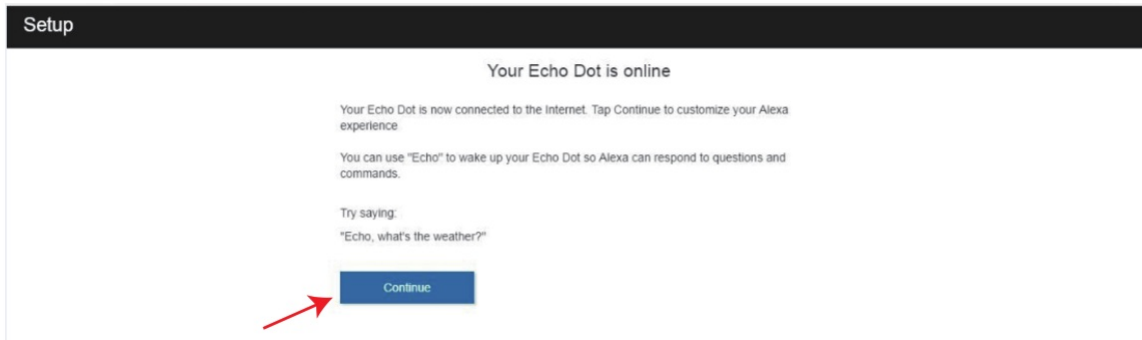 Setup
Your Echo Dot is online
Your Echo Dot is now connected to the Internet. Tap Continue to customize your Alexa
experience
You can use "Echo" to wake up your Echo Dot so Alexa can respond to questions and
commands.
Try saying:
"Echo, what's the weather?"
Continue